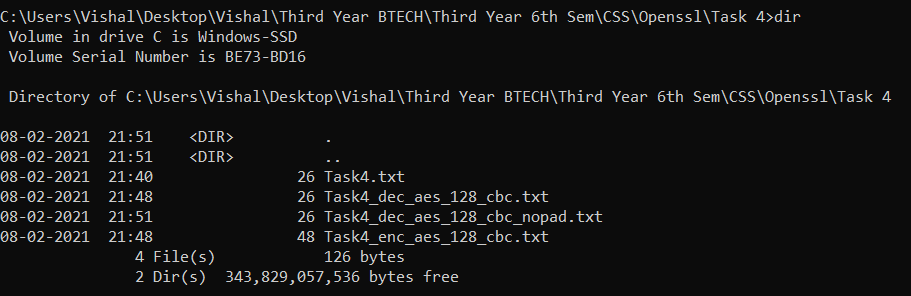 C:\Users\Vishal\Desktop\Vishal\Third Year BTECH\Third Year 6th Sem\CSS\Openssl\Task 4>dir
 Volume in drive C is Windows-SSD
 Volume Serial Number is BE73-BD16

 Directory of C:\Users\Vishal\Desktop\Vishal\Third Year BTECH\Third Year 6th Sem\CSS\Openssl\Task 4

08-02-2021  21:51    <DIR>          .
08-02-2021  21:51    <DIR>          ..
08-02-2021  21:40                26 Task4.txt
08-02-2021  21:48                26 Task4_dec_aes_128_cbc.txt
08-02-2021  21:51                26 Task4_dec_aes_128_cbc_nopad.txt
08-02-2021  21:48                48 Task4_enc_aes_128_cbc.txt
               4 File(s)            126 bytes
               2 Dir(s)  343,829,057,536 bytes free